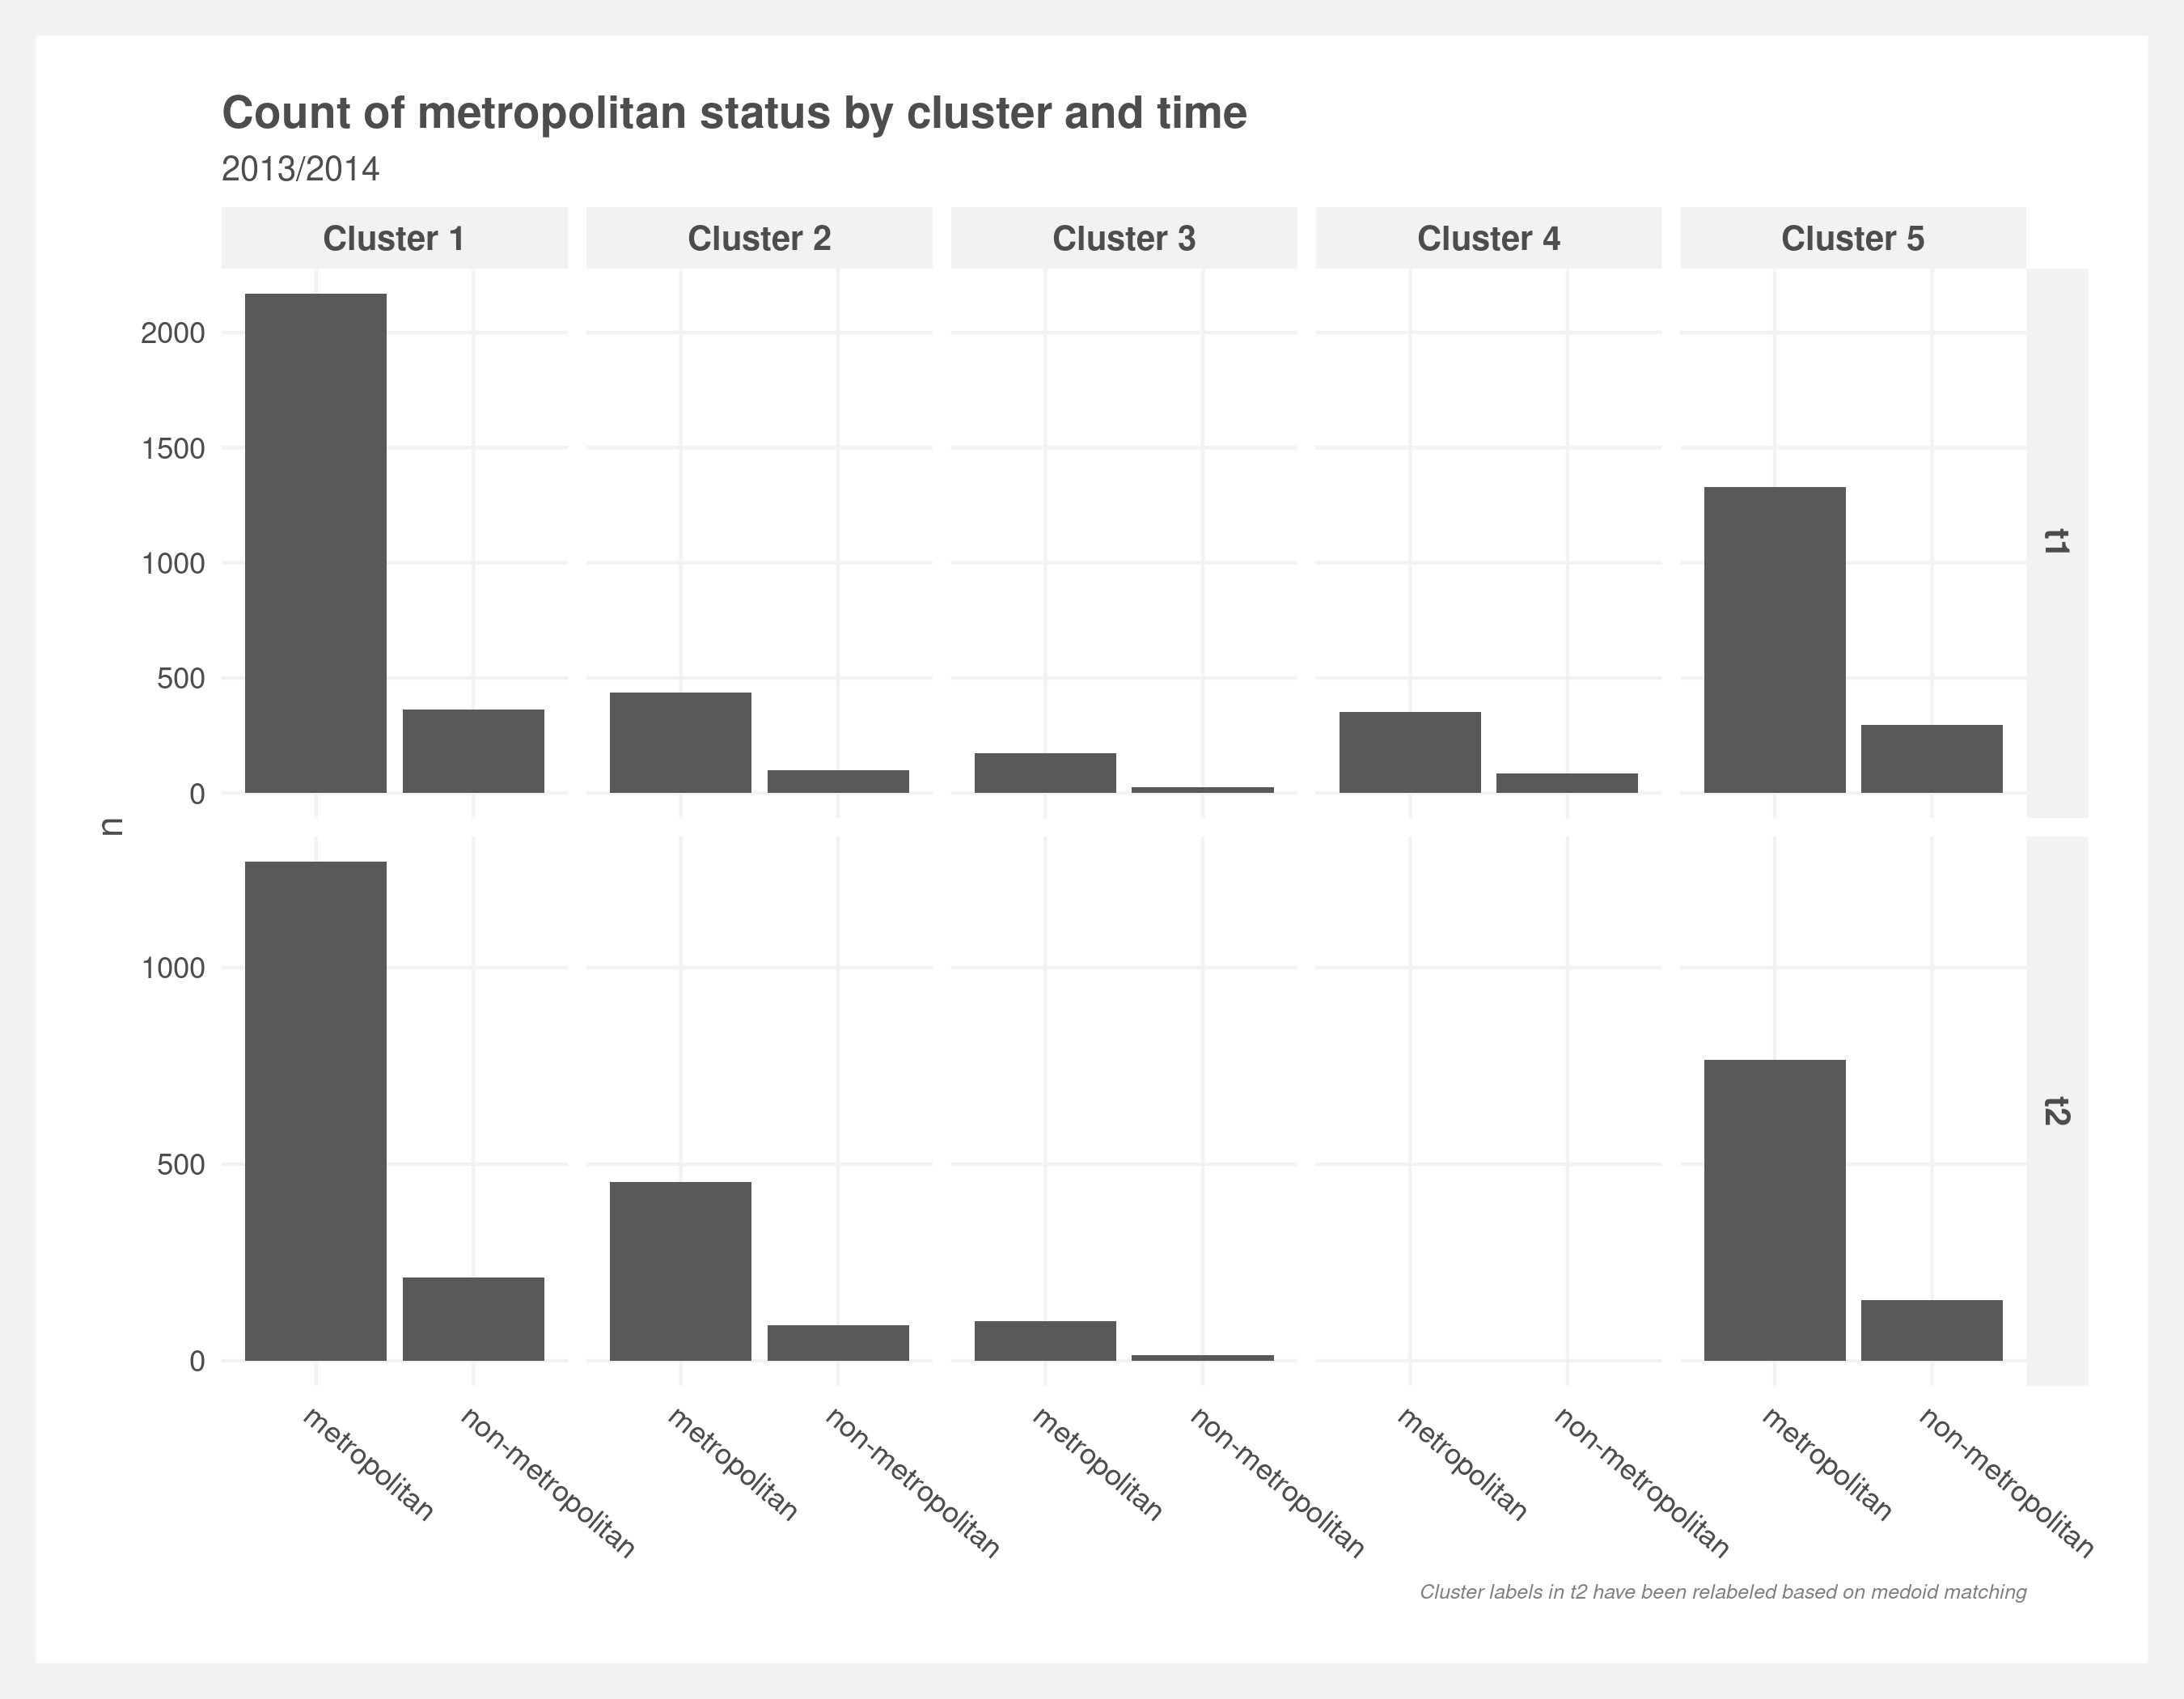 Count of metropolitan status by cluster and time
2013/2014
Cluster 1
Cluster 2
Cluster 3
Cluster 4
Cluster 5
2000
1500
1000
500
0
t1
n
1000
500
0
t2
metropolitan
non-metropolitan
metropolitan
non-metropolitan
metropolitan
non-metropolitan
metropolitan
non-metropolitan
metropolitan
non-metropolitan
Cluster labels in t2 have been relabeled based on medoid matching